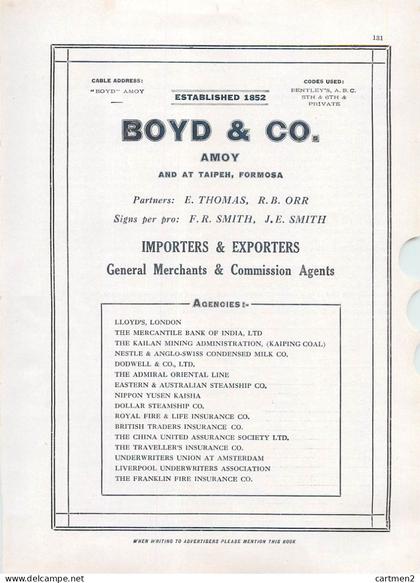 131
CABLE ADDRESS:
"BOYD" AMOY
CODES USED:
BENTLEY'S, A.B.C.
5TH & 6TH &
PRIVATE
ESTABLISHED 1852
BOYD & CO.
AMOY
AND AT TAIPEH, FORMOSA
Partners: E. THOMAS, R. B. ORR
Signs per pro: F. R. SMITH, J. E. SMITH
IMPORTERS & EXPORTERS
General Merchants & Commission Agents
AGENCIES:-
LLOYD'S, LONDON
THE MERCANTILE BANK OF INDIA, LTD
THE KAILAN MINING ADMINISTRATION, (KAIPING COAL)
NESTLE & ANGLO-SWISS CONDENSED MILK CO.
DODWELL & CO., LTD.
THE ADMIRAL ORIENTAL LINE
EASTERN & AUSTRALIAN STEAMSHIP CO.
NIPPON YUSEN KAISHA
DOLLAR STEAMSHIP CO.
ROYAL FIRE & LIFE INSURANCE CO.
BRITISH TRADERS INSURANCE CO.
THE CHINA UNITED ASSURANCE SOCIETY LTD.
THE TRAVELLER'S INSURANCE CO.
UNDERWRITERS UNION AT AMSTERDAM
LIVERPOOL UNDERWRITERS ASSOCIATION
THE FRANKLIN FIRE INSURANCE CO.
WHEN WRITING TO ADVERTISERS PLEASE MENTION THIS BOOK
delcampe.net
cartmen2